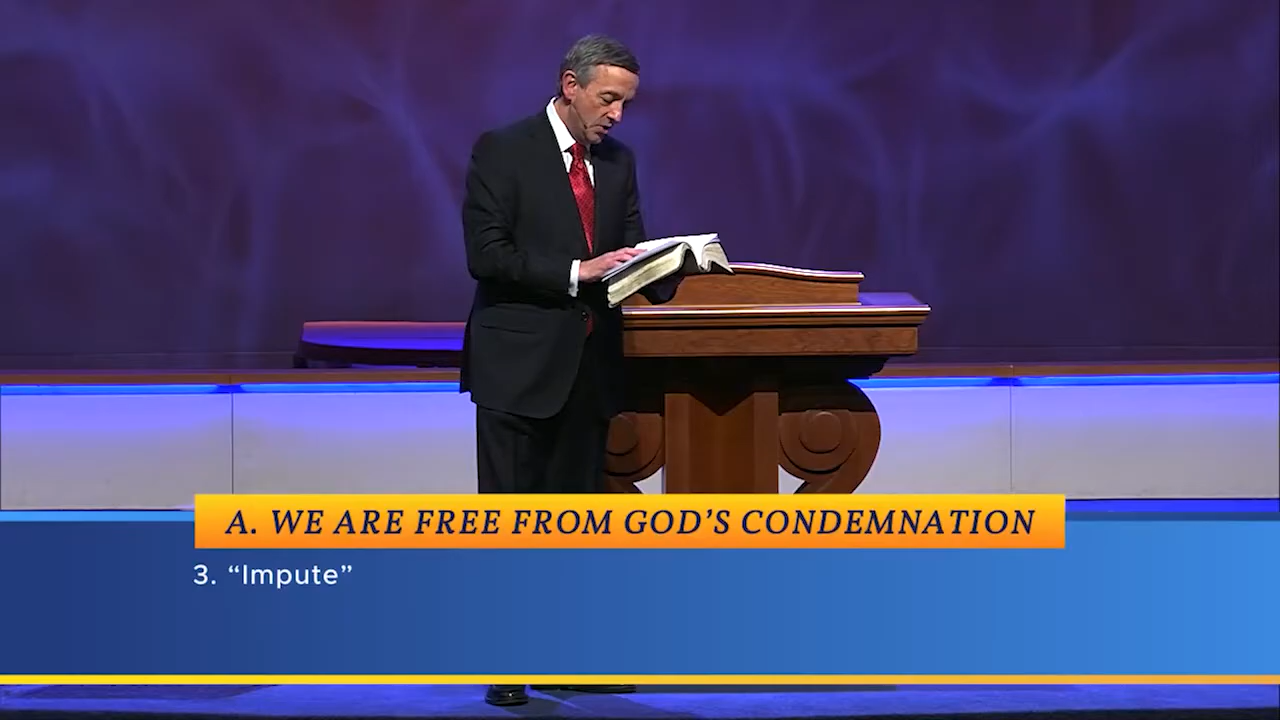 A. WE ARE FREE FROM GOD’S CONDEMNATION
3. “Impute”